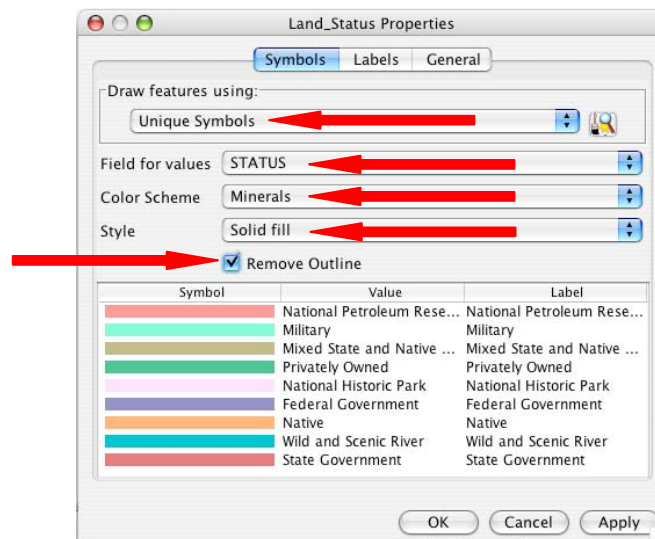 Land_Status Properties
Symbols Labels General
Draw features using:
Unique Symbols
Field for values STATUS
Color Scheme Minerals
Style Solid fill
Remove Outline
Symbol Value Label
National Petroleum Rese... National Petroleum Rese...
Military Military
Mixed State and Native ... Mixed State and Native ...
Privately Owned Privately Owned
National Historic Park National Historic Park
Federal Government Federal Government
Native Native
Wild and Scenic River Wild and Scenic River
State Government State Government
OK Cancel Apply